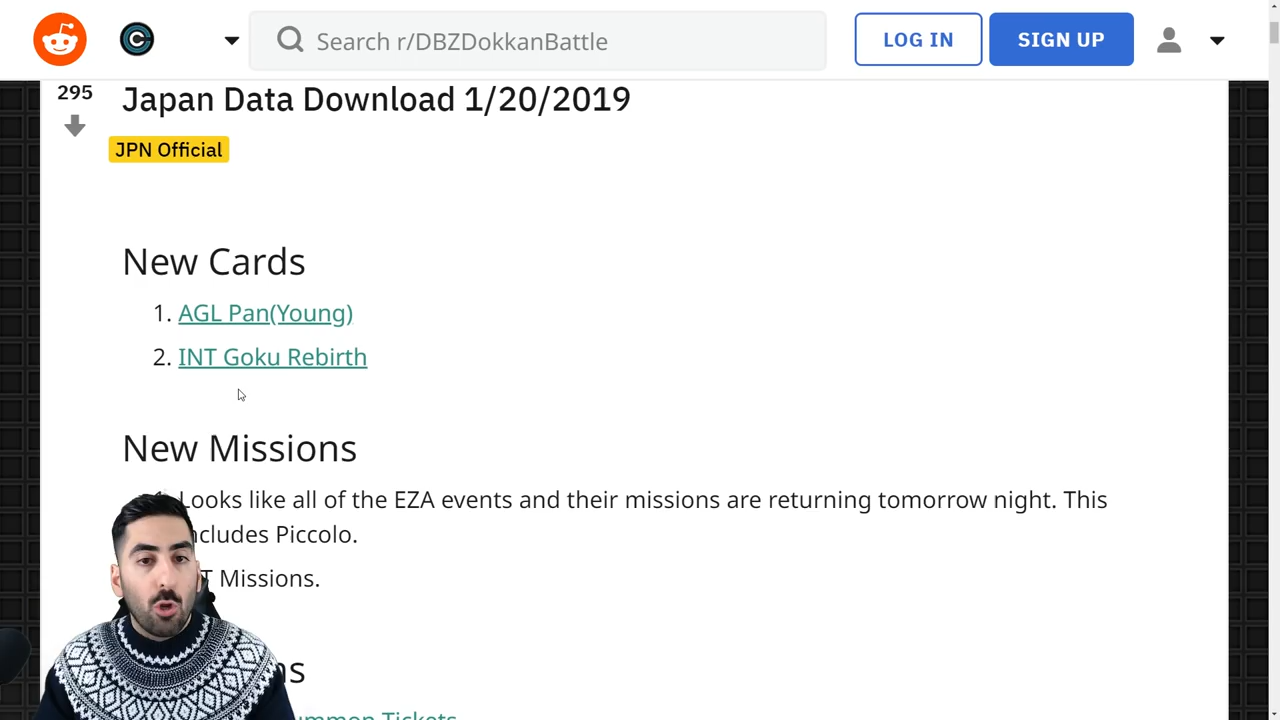 Search r/DBZDokkanBattle
LOG IN
SIGN UP
295
Japan Data Download 1/20/2019
JPN Official
New Cards
1. AGL Pan(Young)
2. INT Goku Rebirth
New Missions
Looks like all of the EZA events and their missions are returning tomorrow night. This
includes Piccolo.
Missions.